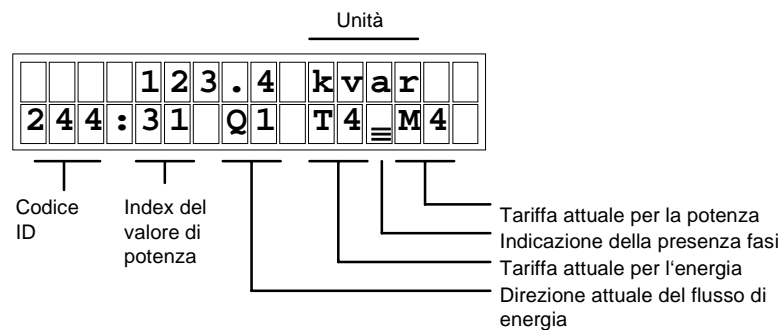 Unità
123.4 kvar
244:31 Q1 T4 M4
Codice
ID
Index del
valore di
potenza
Tariffa attuale per la potenza
Indicazione della presenza fasi
Tariffa attuale per l‘energia
Direzione attuale del flusso di
energia